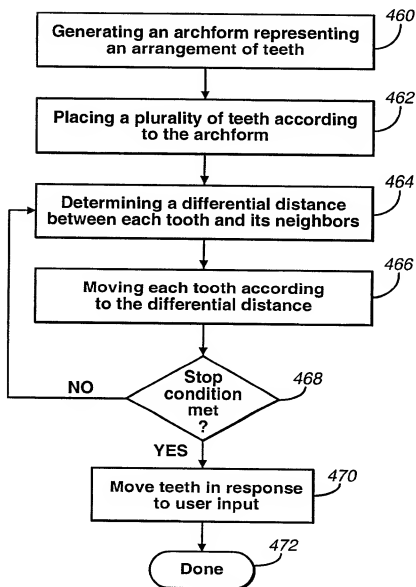 Generating an archform representing
an arrangement of teeth
460
Placing a plurality of teeth according
to the archform
462
Determining a differential distance
between each tooth and its neighbors
464
Moving each tooth according
to the differential distance
466
Stop
condition
met
?
468
NO
YES
Move teeth in response
to user input
470
Done
472